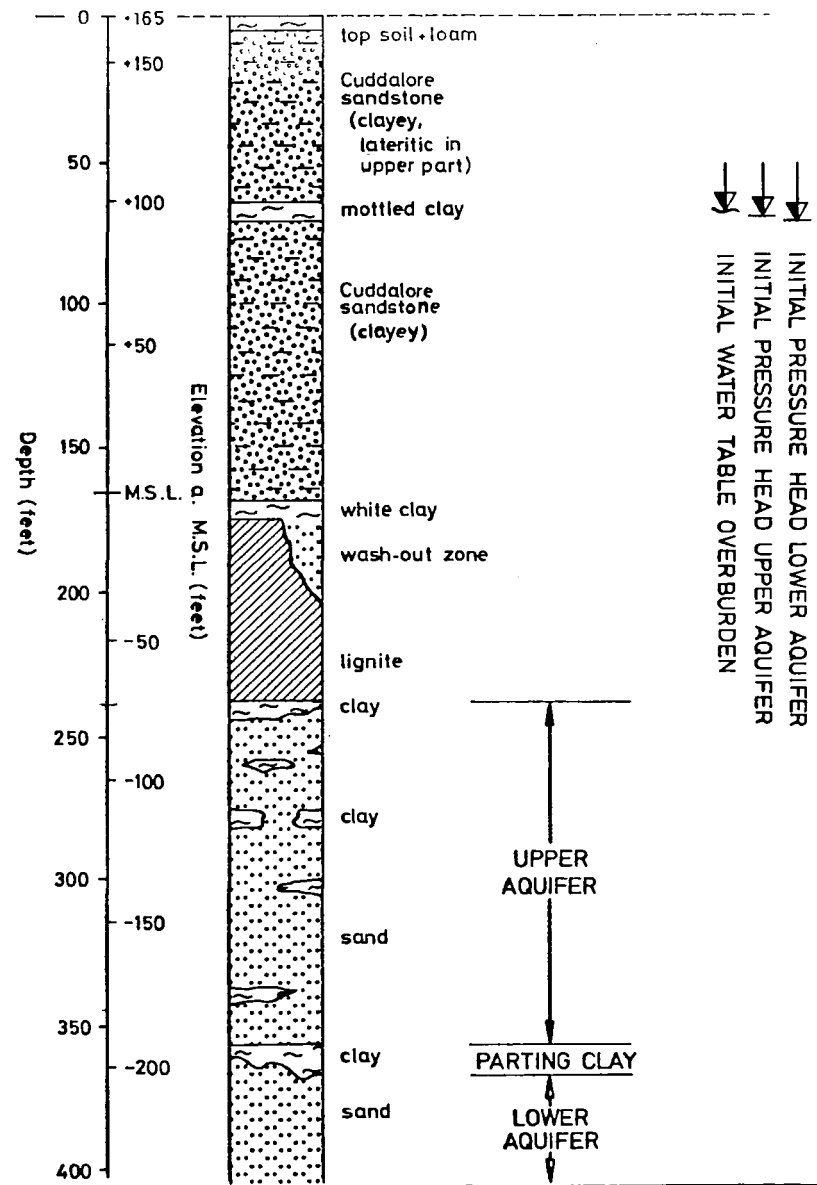 0
+165
top soil + loam
+150
Cuddalore
sandstone
(clayey,
lateritic in
upper part)
50
+100
mottled clay
100
Cuddalore
sandstone
(clayey)
+50
150
M.S.L.
white clay
wash-out zone
200
-50
lignite
clay
250
-100
clay
300
-150
sand
350
clay
-200
sand
400
Depth (feet)
Elevation a. M.S.L. (feet)
UPPER
AQUIFER
PARTING CLAY
LOWER
AQUIFER
INITIAL WATER TABLE OVERBURDEN
INITIAL PRESSURE HEAD UPPER AQUIFER
INITIAL PRESSURE HEAD LOWER AQUIFER